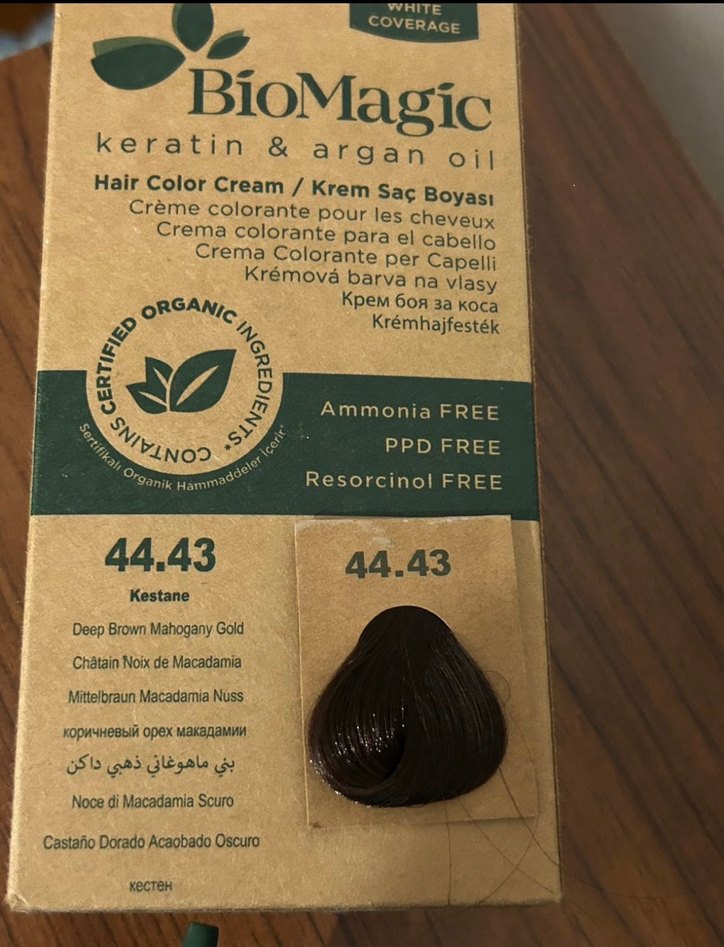 WHITE
COVERAGE
BioMagic
keratin & argan oil
Hair Color Cream / Krem Saç Boyası
Crème colorante pour les cheveux
Crema colorante para el cabello
Crema Colorante per Capelli
Krémová barva na vlasy
Крем боя за коса
Krémhajfesték
CONTAINS CERTIFIED ORGANIC INGREDIENTS*
Sertifikalı Organik Hammaddeler İçerir*
Ammonia FREE
PPD FREE
Resorcinol FREE
44.43
Kestane
Deep Brown Mahogany Gold
Châtain Noix de Macadamia
Mittelbraun Macadamia Nuss
коричневый орех макадамии
بني ماهوغاني ذهبي داكن
Noce di Macadamia Scuro
Castaño Dorado Acaobado Oscuro
кестен
44.43